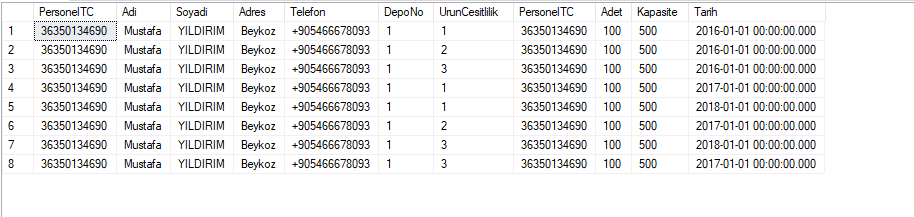 PersonelTC Adi Soyadi Adres Telefon DepoNo UrunCesitlilik PersonelTC Adet Kapasite Tarih
1 36350134690 Mustafa YILDIRIM Beykoz +905466678093 1 1 36350134690 100 500 2016-01-01 00:00:00.000
2 36350134690 Mustafa YILDIRIM Beykoz +905466678093 1 2 36350134690 100 500 2016-01-01 00:00:00.000
3 36350134690 Mustafa YILDIRIM Beykoz +905466678093 1 3 36350134690 100 500 2016-01-01 00:00:00.000
4 36350134690 Mustafa YILDIRIM Beykoz +905466678093 1 1 36350134690 100 500 2017-01-01 00:00:00.000
5 36350134690 Mustafa YILDIRIM Beykoz +905466678093 1 1 36350134690 100 500 2018-01-01 00:00:00.000
6 36350134690 Mustafa YILDIRIM Beykoz +905466678093 1 2 36350134690 100 500 2017-01-01 00:00:00.000
7 36350134690 Mustafa YILDIRIM Beykoz +905466678093 1 3 36350134690 100 500 2018-01-01 00:00:00.000
8 36350134690 Mustafa YILDIRIM Beykoz +905466678093 1 3 36350134690 100 500 2017-01-01 00:00:00.000